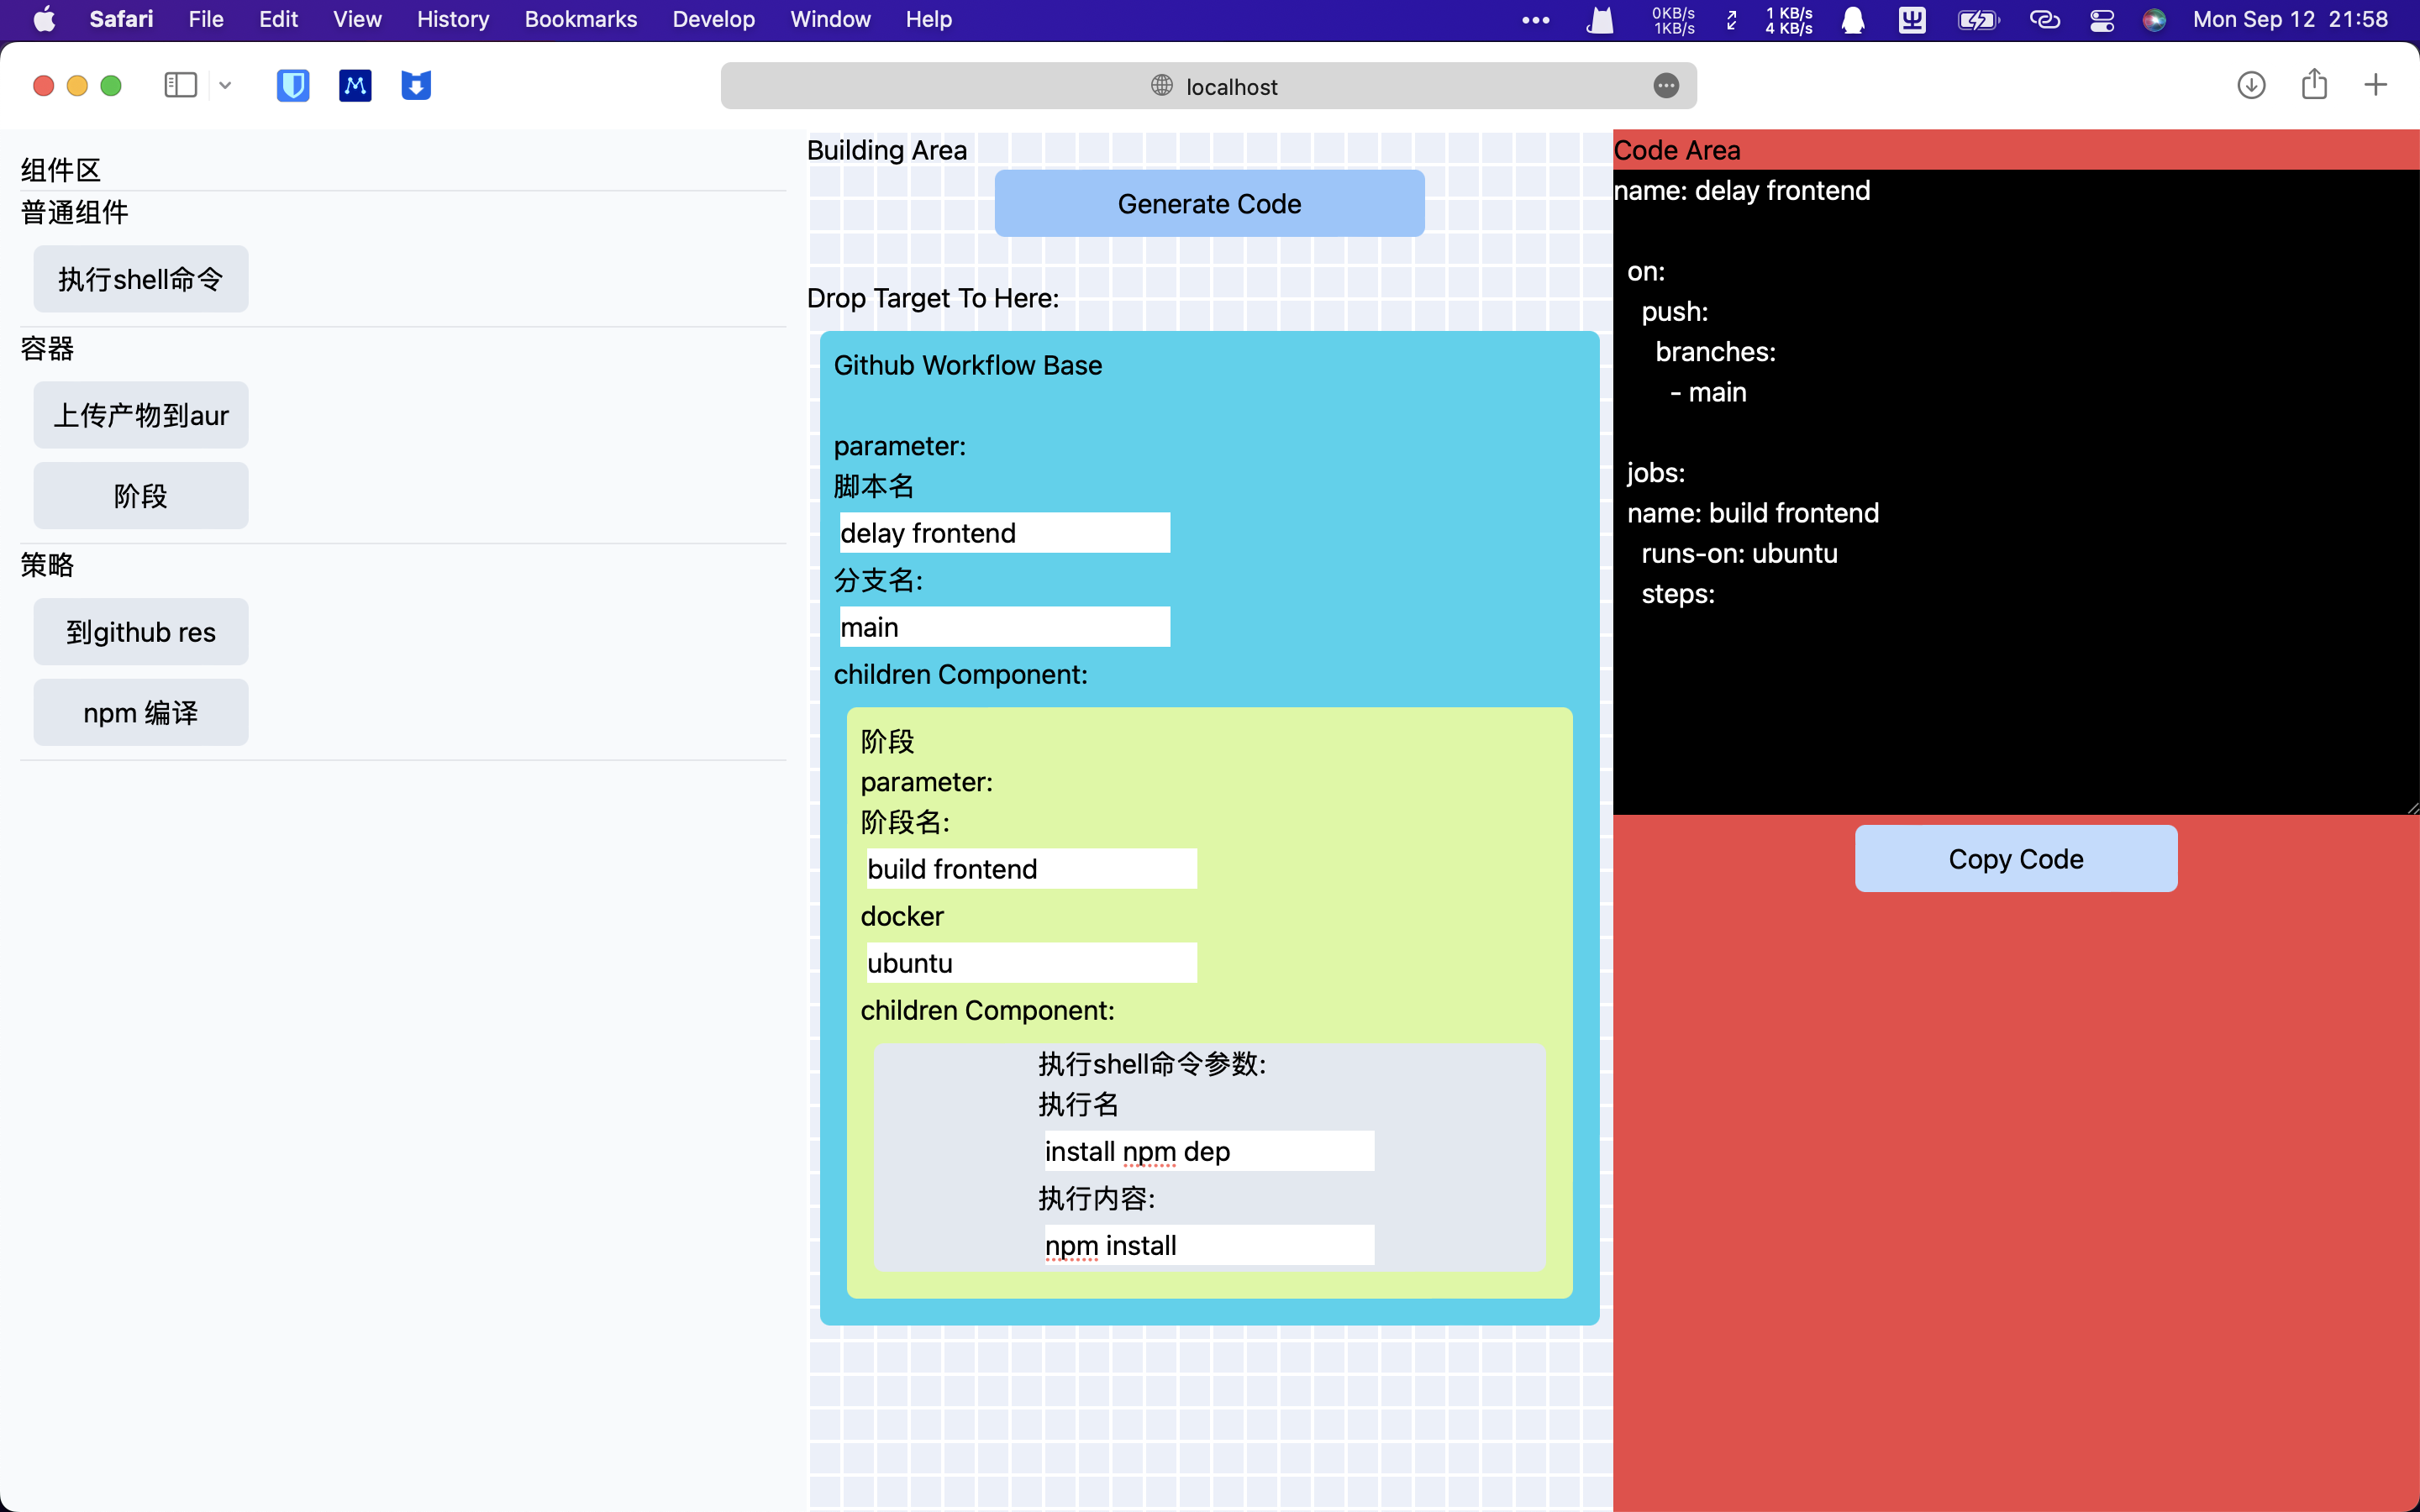 Safari File Edit View History Bookmarks Develop Window Help 0KB/s 1KB/s 1 KB/s 4 KB/s Mon Sep 12 21:58
localhost
组件区
普通组件
执行shell命令
容器
上传产物到aur
阶段
策略
到github res
npm 编译
Building Area
Generate Code
Drop Target To Here:
Github Workflow Base
parameter:
脚本名
delay frontend
分支名:
main
children Component:
阶段
parameter:
阶段名:
build frontend
docker
ubuntu
children Component:
执行shell命令参数:
执行名
install npm dep
执行内容:
npm install
Code Area
name: delay frontend
on:
push:
branches:
- main
jobs:
name: build frontend
runs-on: ubuntu
steps:
Copy Code